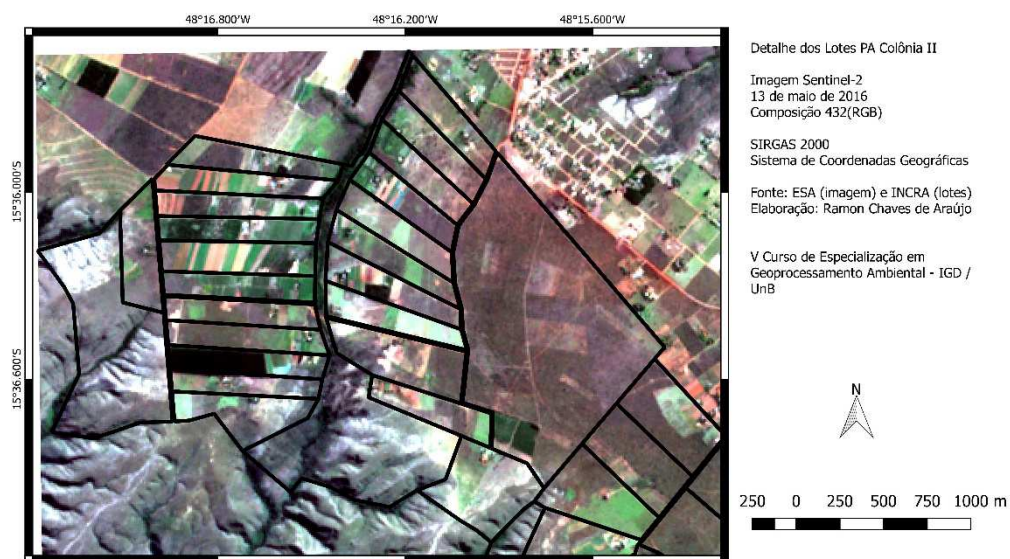 48°16.800'W 48°16.200'W 48°15.600'W
15°36.000'S
15°36.600'S
Detalhe dos Lotes PA Colônia II
Imagem Sentinel-2
13 de maio de 2016
Composição 432(RGB)
SIRGAS 2000
Sistema de Coordenadas Geográficas
Fonte: ESA (imagem) e INCRA (lotes)
Elaboração: Ramon Chaves de Araújo
V Curso de Especialização em
Geoprocessamento Ambiental - IGD /
UnB
N
250 0 250 500 750 1000 m